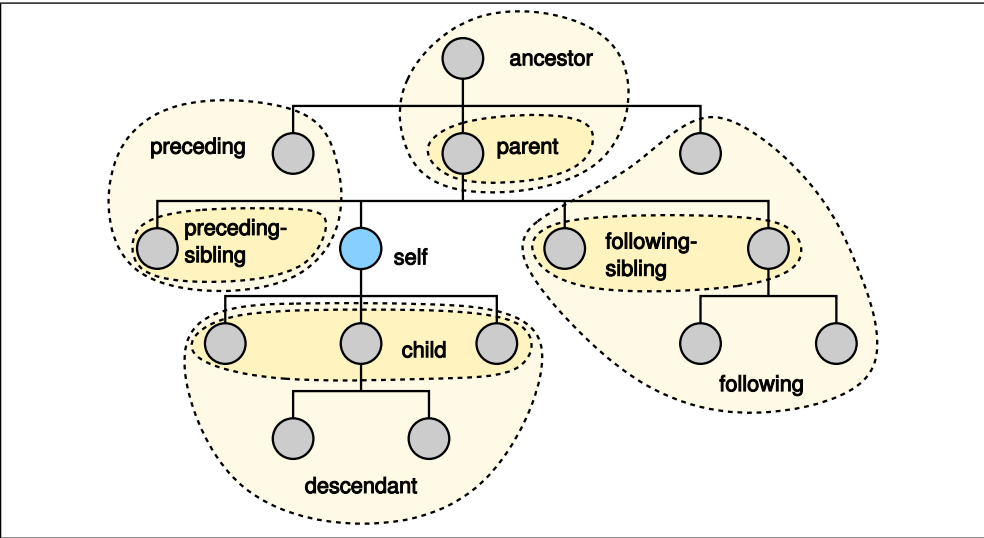 ancestor
preceding
parent
preceding-
sibling
self
following-
sibling
child
following
descendant